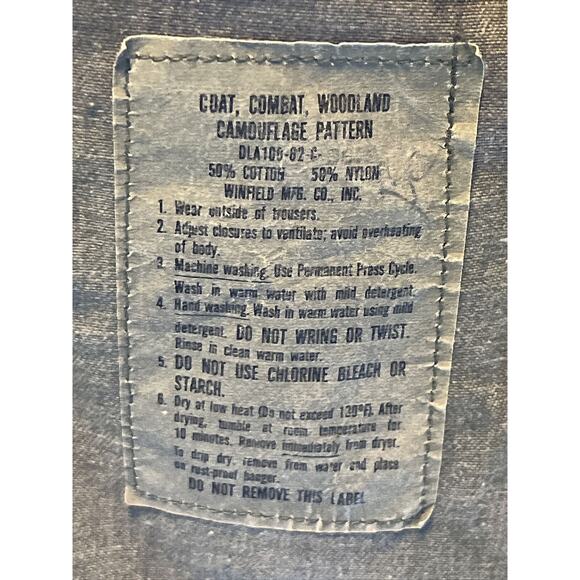 COAT, COMBAT, WOODLAND
CAMOUFLAGE PATTERN
DLA100-82-C-
50% COTTON 50% NYLON
WINFIELD MFG. CO., INC.
1. Wear outside of trousers.
2. Adjust closures to ventilate; avoid overheating
of body.
3. Machine washing. Use Permanent Press Cycle.
Wash in warm water with mild detergent.
4. Hand washing. Wash in warm water using mild
detergent. DO NOT WRING OR TWIST.
Rinse in clean warm water.
5. DO NOT USE CHLORINE BLEACH OR
STARCH.
6. Dry at low heat (Do not exceed 130°F). After
drying, tumble at room temperature for
10 minutes. Remove immediately from dryer.
To drip dry, remove from water and place
on rust-proof hanger.
DO NOT REMOVE THIS LABEL